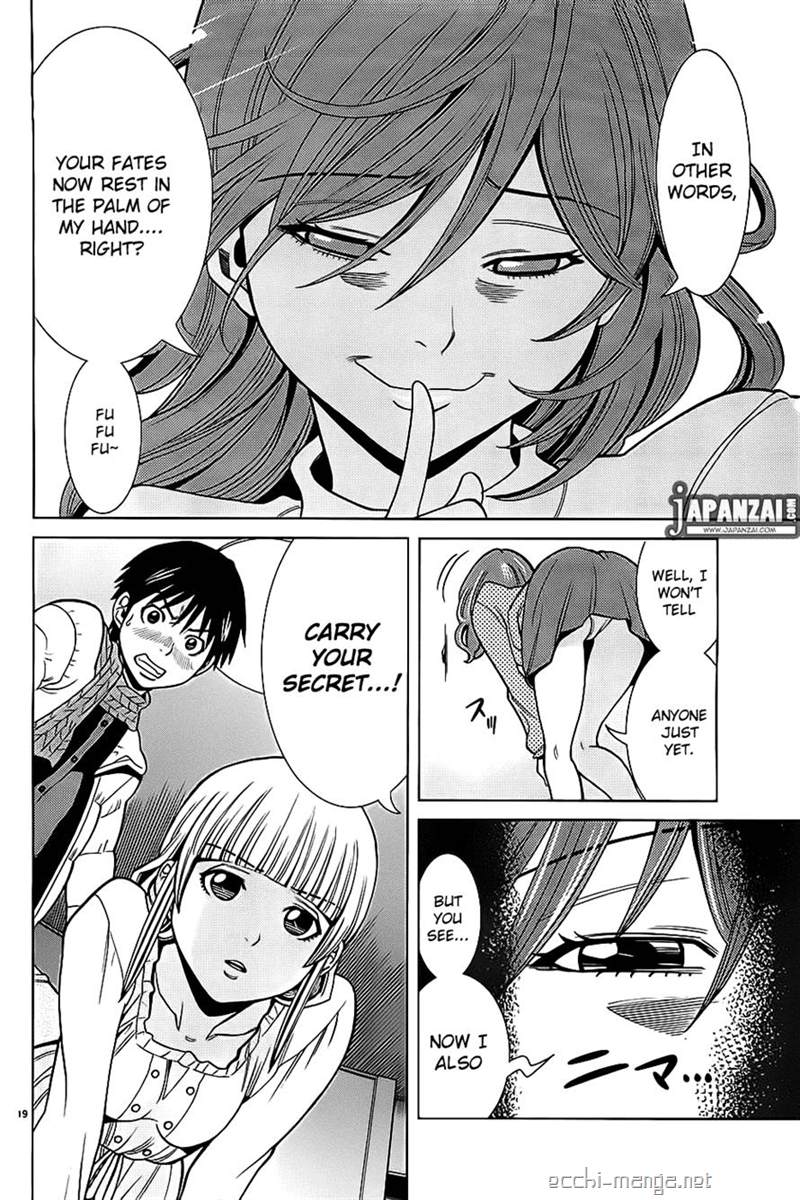 IN
OTHER
WORDS,
YOUR FATES
NOW REST IN
THE PALM OF
MY HAND....
RIGHT?
FU
FU
FU~
JAPANZAI.COM
WWW.JAPANZAI.COM
WELL, I
WON'T
TELL
ANYONE
JUST
YET.
スッ
BUT
YOU
SEE...
NOW I
ALSO
ニマ...
CARRY
YOUR
SECRET...!
19
ecchi-manga.net